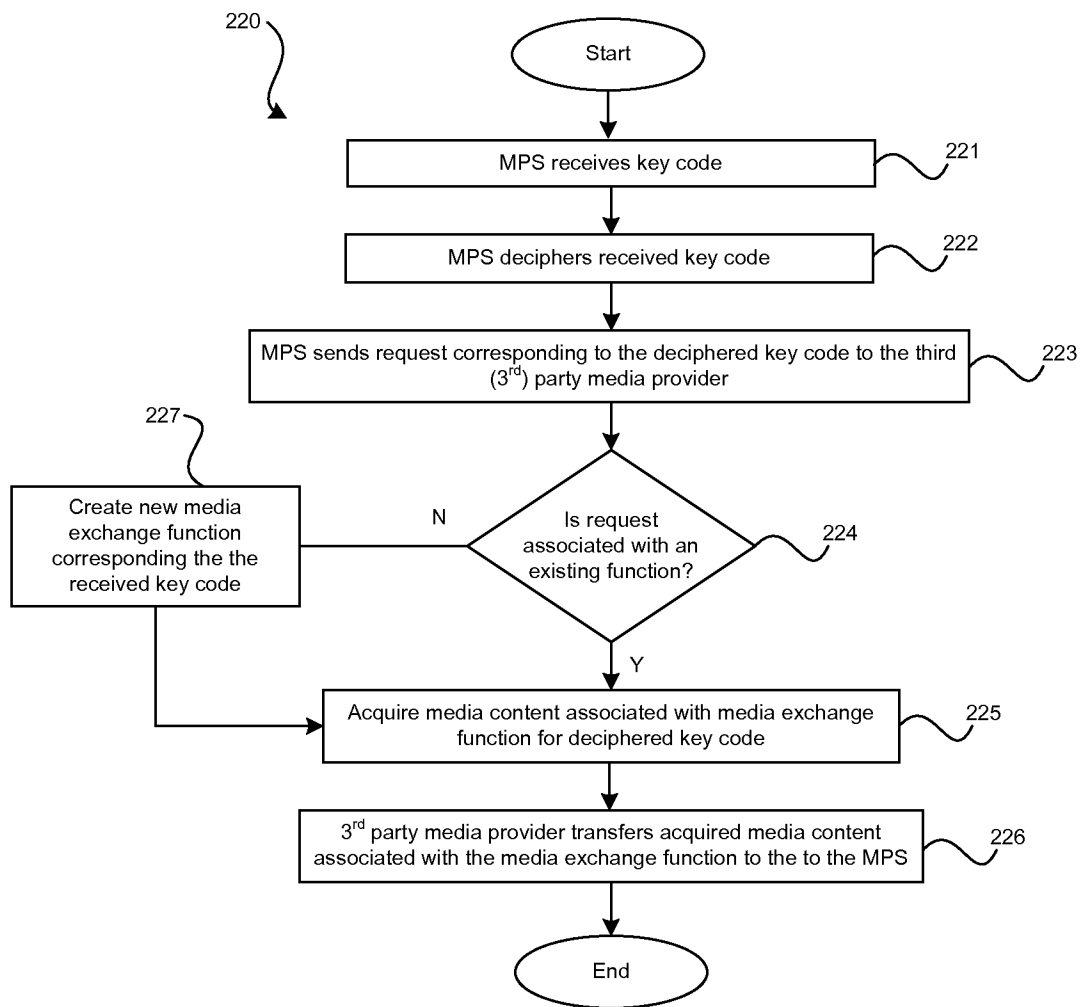 220
Start
MPS receives key code
221
MPS deciphers received key code
222
MPS sends request corresponding to the deciphered key code to the third
(3rd) party media provider
223
227
Create new media
exchange function
corresponding the the
received key code
N
Is request
associated with an
existing function?
224
Y
Acquire media content associated with media exchange
function for deciphered key code
225
3rd party media provider transfers acquired media content
associated with the media exchange function to the to the MPS
226
End